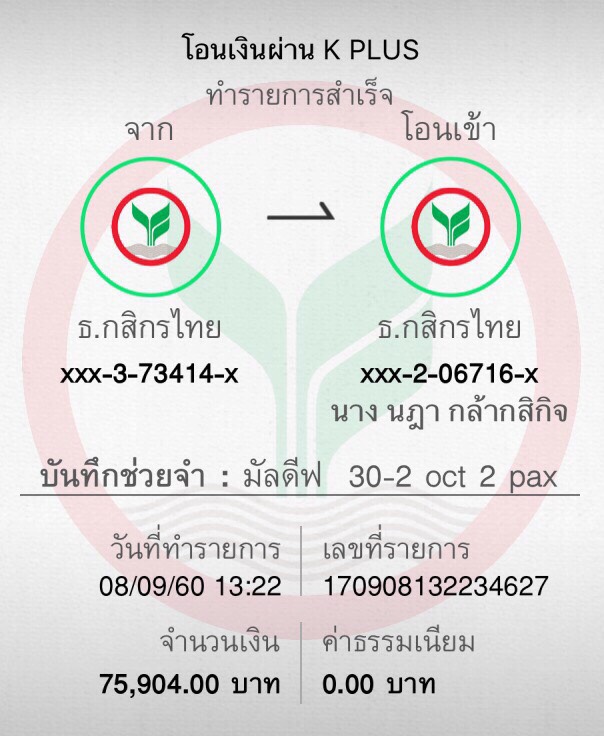 โอนเงินผ่าน K PLUS
ทำรายการสำเร็จ
จาก
โอนเข้า
ธ.กสิกรไทย
ธ.กสิกรไทย
xxx-3-73414-x
xxx-2-06716-x
นาง นฎา กล้ากสิกิจ
บันทึกช่วยจำ : มัลดีฟ 30-2 oct 2 pax
วันที่ทำรายการ
เลขที่รายการ
08/09/60 13:22
170908132234627
จำนวนเงิน
ค่าธรรมเนียม
75,904.00 บาท
0.00 บาท